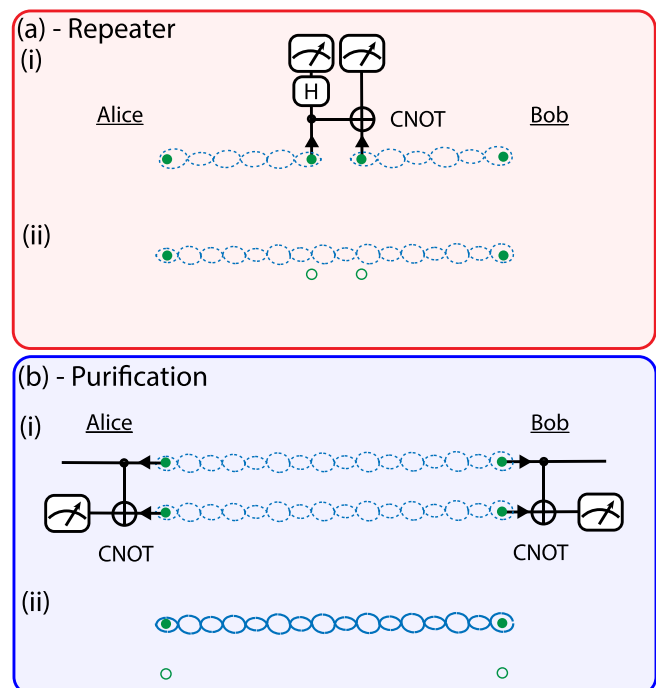 (a) - Repeater
(i)
H
Alice
CNOT
Bob
(ii)
(b) - Purification
Alice
Bob
(i)
CNOT
CNOT
(ii)